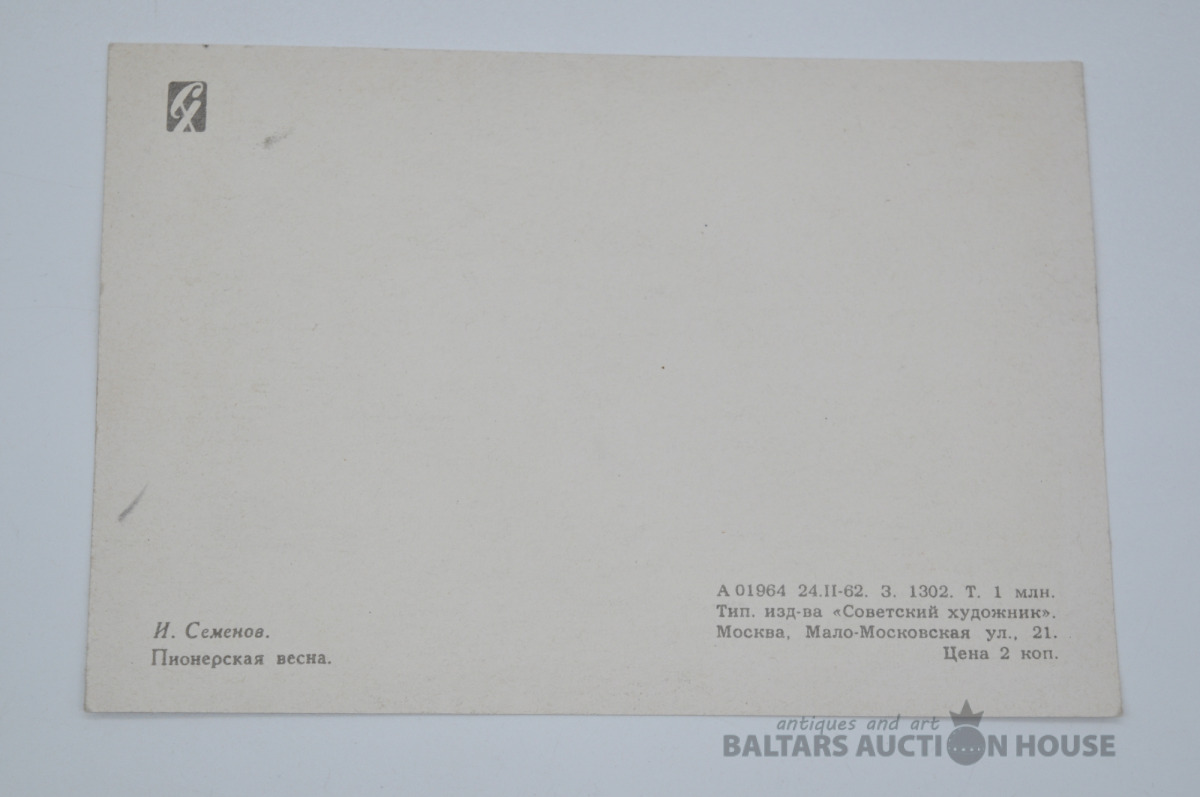 СХ
И. Семенов.
Пионерская весна.
А 01964 24.II-62. З. 1302. Т. 1 млн.
Тип. изд-ва «Советский художник».
Москва, Мало-Московская ул., 21.
Цена 2 коп.
antiques and art
BALTARS AUCTION HOUSE